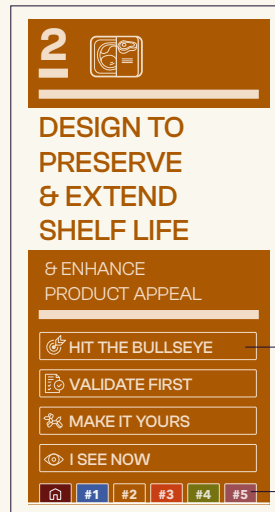 2
DESIGN TO
PRESERVE
& EXTEND
SHELF LIFE
& ENHANCE
PRODUCT APPEAL
HIT THE BULLSEYE
VALIDATE FIRST
MAKE IT YOURS
I SEE NOW
#1 #2 #3 #4 #5